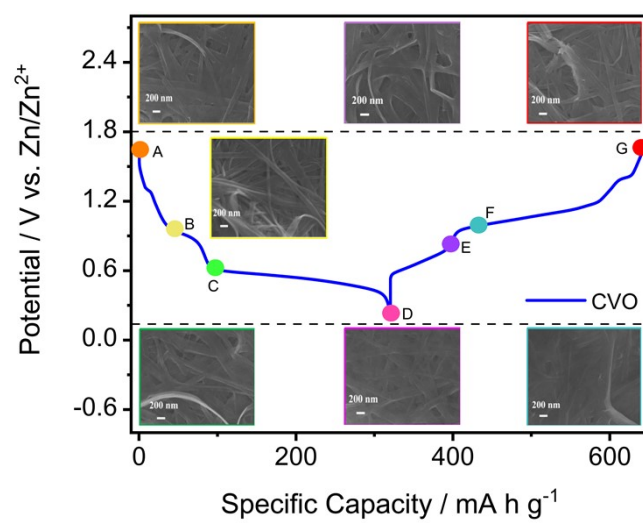 Potential / V vs. Zn/Zn²⁺
2.4
1.8
1.2
0.6
0.0
-0.6
200 nm
200 nm
200 nm
A
200 nm
G
B
F
E
C
D
CVO
200 nm
200 nm
200 nm
0
200
400
600
Specific Capacity / mA h g⁻¹